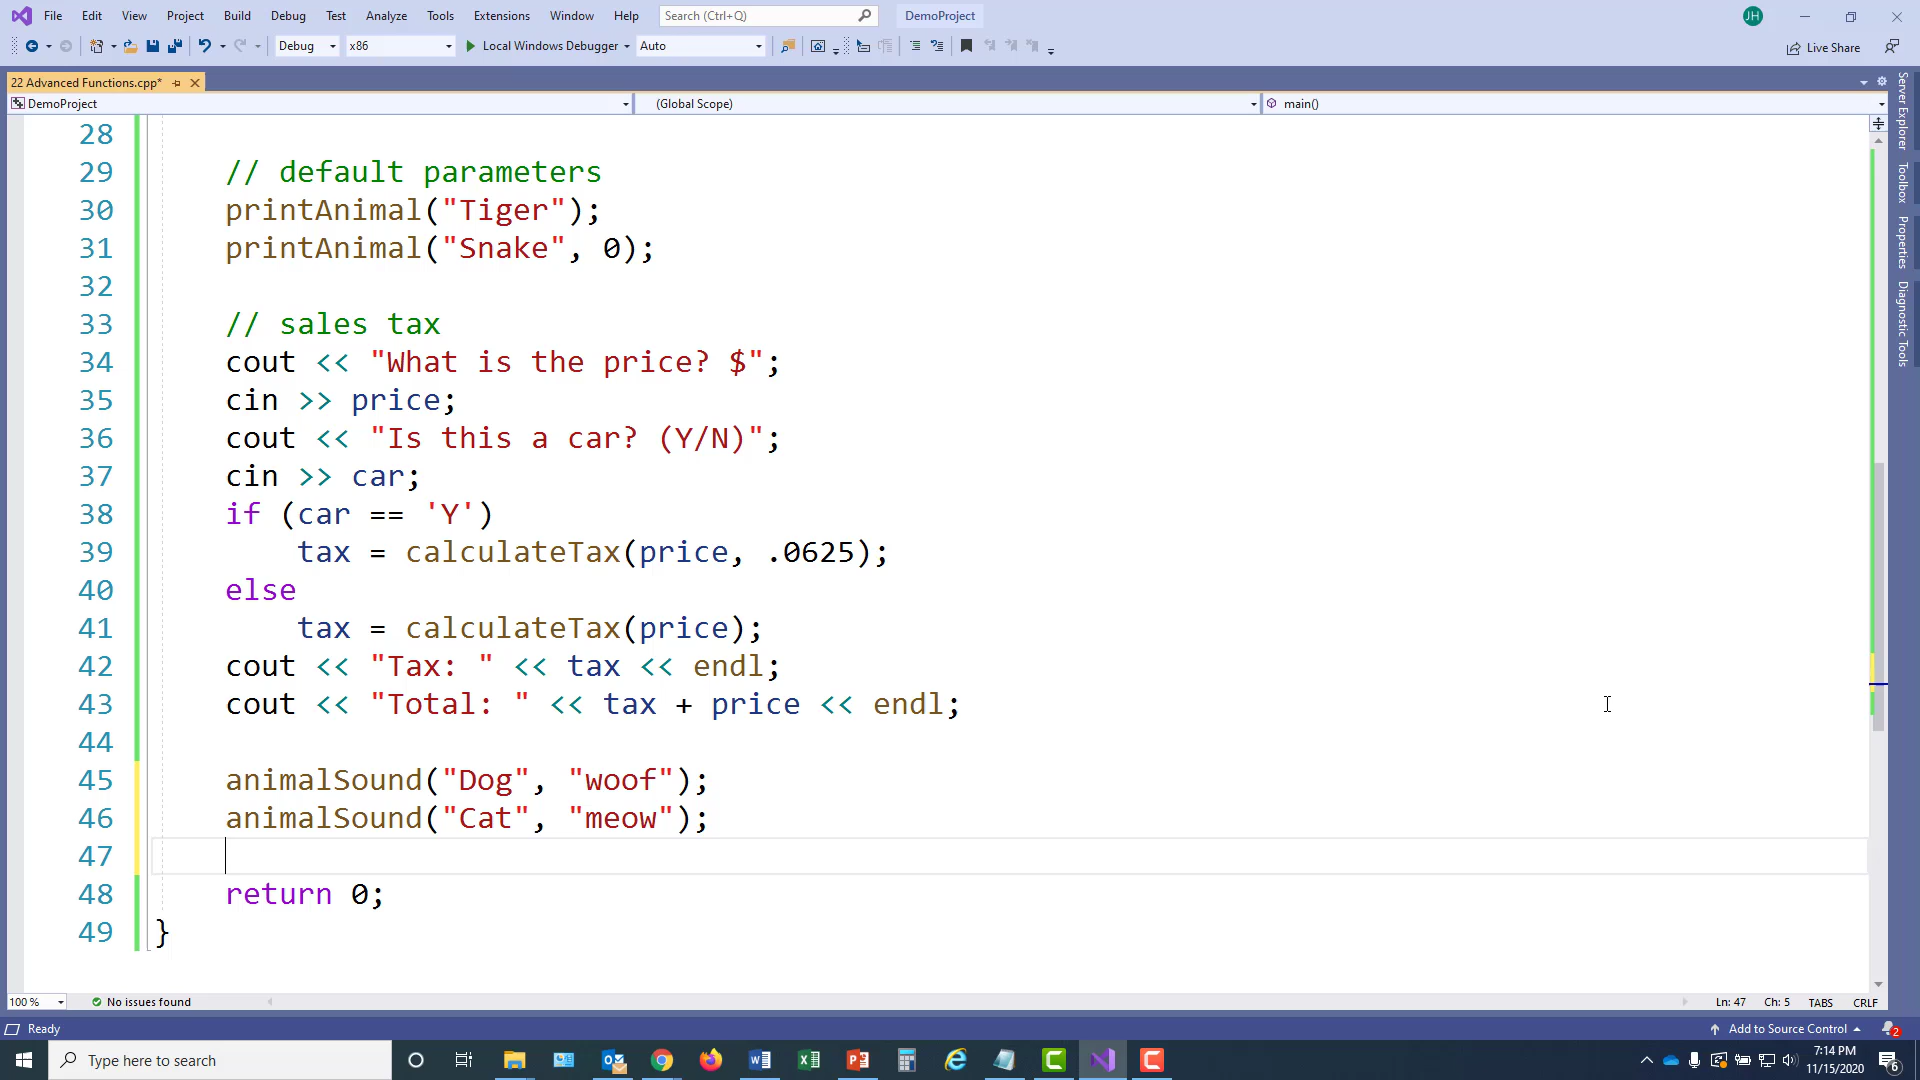 File Edit View Project Build Debug Test Analyze Tools Extensions Window Help Search (Ctrl+Q) DemoProject JH
Debug x86 Local Windows Debugger Auto Live Share
22 Advanced Functions.cpp*
DemoProject (Global Scope) main()
28
29 // default parameters
30 printAnimal("Tiger");
31 printAnimal("Snake", 0);
32
33 // sales tax
34 cout << "What is the price? $";
35 cin >> price;
36 cout << "Is this a car? (Y/N)";
37 cin >> car;
38 if (car == 'Y')
39 tax = calculateTax(price, .0625);
40 else
41 tax = calculateTax(price);
42 cout << "Tax: " << tax << endl;
43 cout << "Total: " << tax + price << endl;
44
45 animalSound("Dog", "woof");
46 animalSound("Cat", "meow");
47
48 return 0;
49 }
Server Explorer
Toolbox
Properties
Diagnostic Tools
100 % No issues found Ln: 47 Ch: 5 TABS CRLF
Ready Add to Source Control 2
Type here to search
7:14 PM
11/15/2020
6